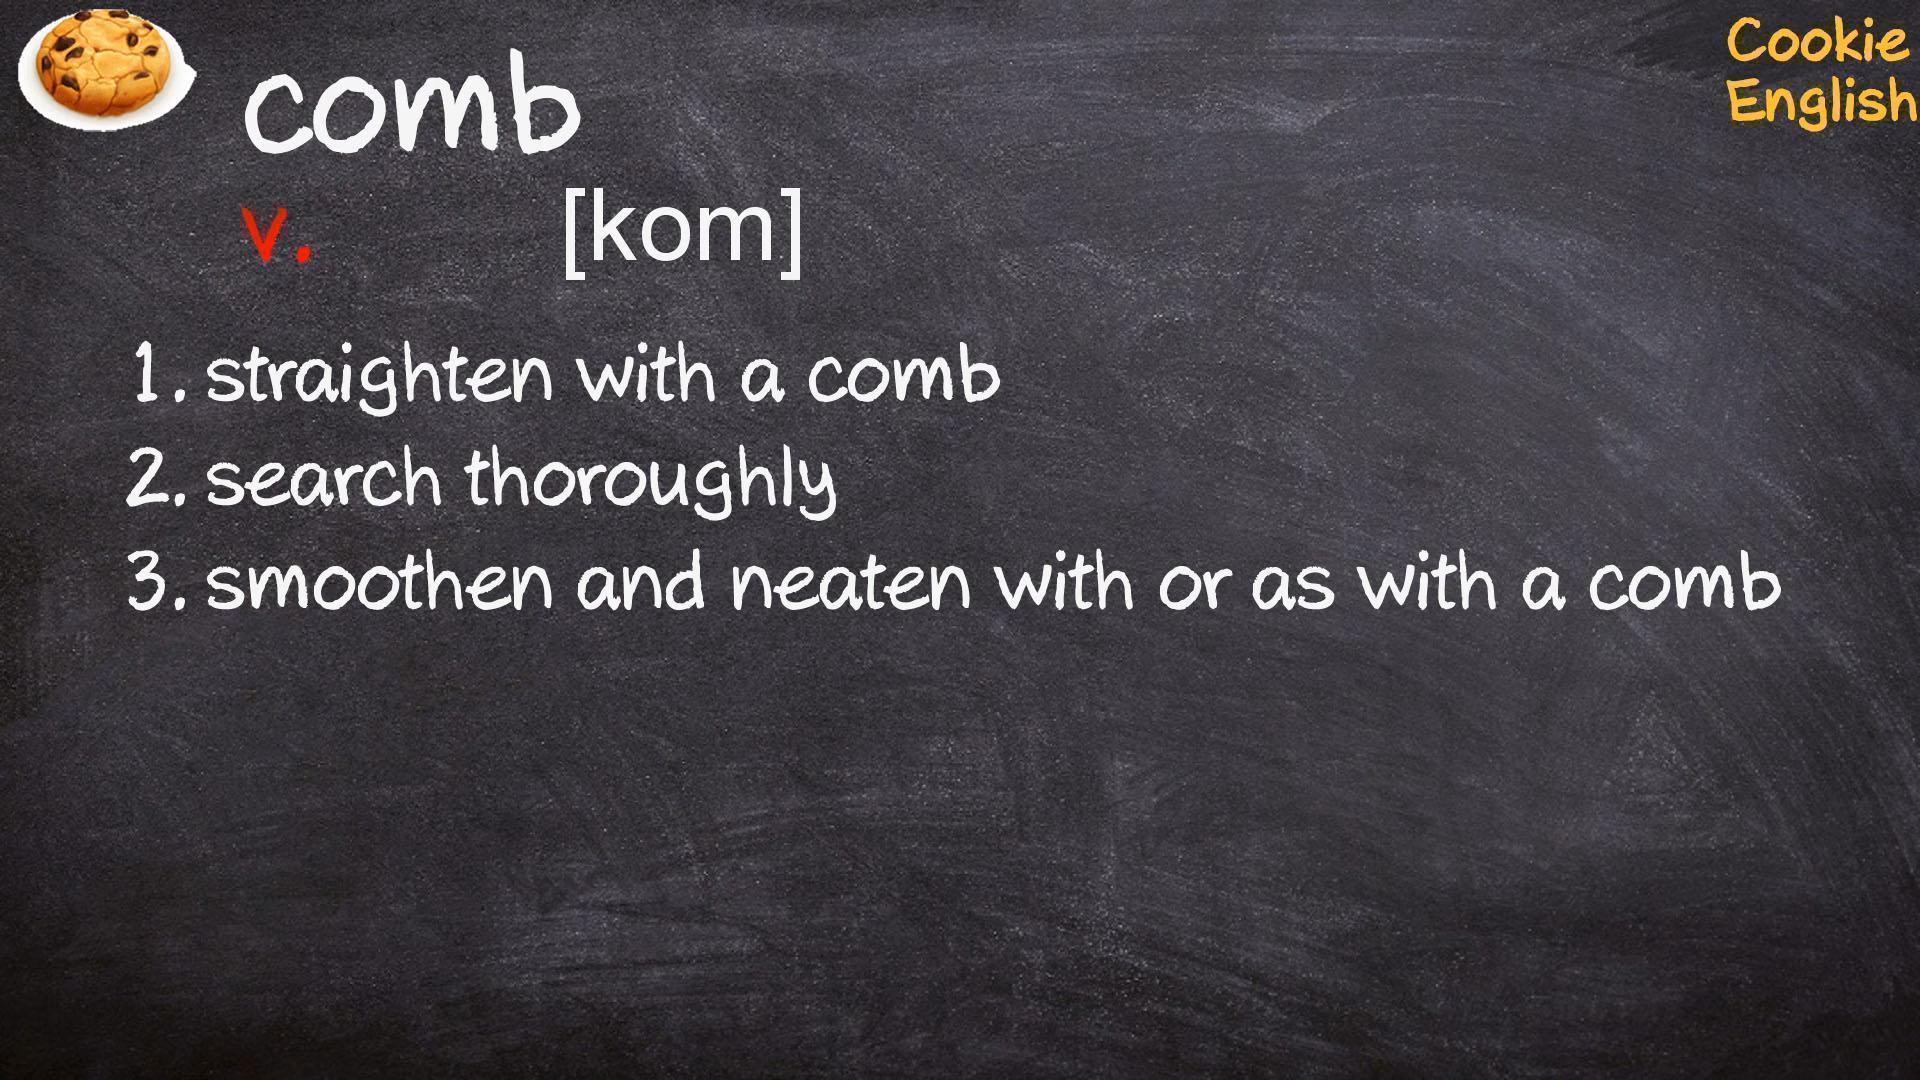 comb
Cookie
English
v. [kom]
1. straighten with a comb
2. search thoroughly
3. smoothen and neaten with or as with a comb